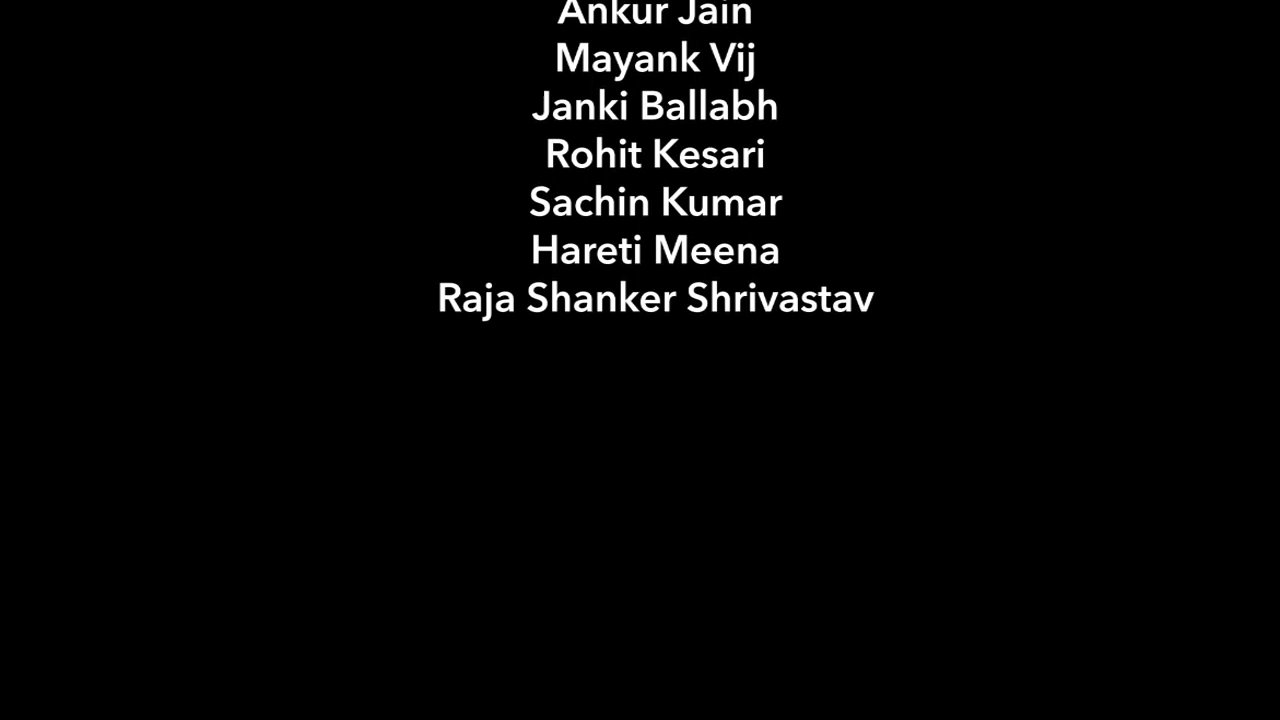 Ankur Jain
Mayank Vij
Janki Ballabh
Rohit Kesari
Sachin Kumar
Hareti Meena
Raja Shanker Shrivastav